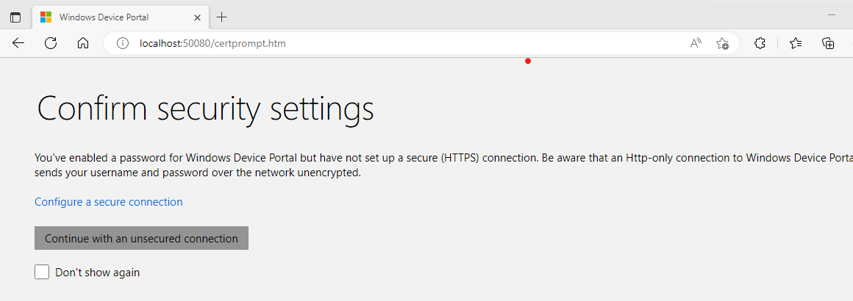 Windows Device Portal
localhost:50080/certprompt.htm
Confirm security settings
You've enabled a password for Windows Device Portal but have not set up a secure (HTTPS) connection. Be aware that an Http-only connection to Windows Device Porta
sends your username and password over the network unencrypted.
Configure a secure connection
Continue with an unsecured connection
Don't show again